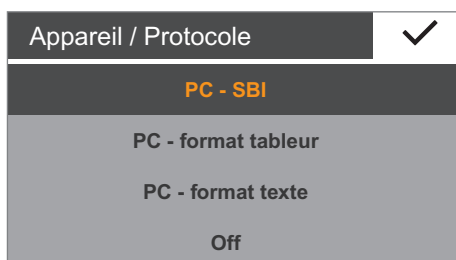 Appareil / Protocole
PC - SBI
PC - format tableur
PC - format texte
Off